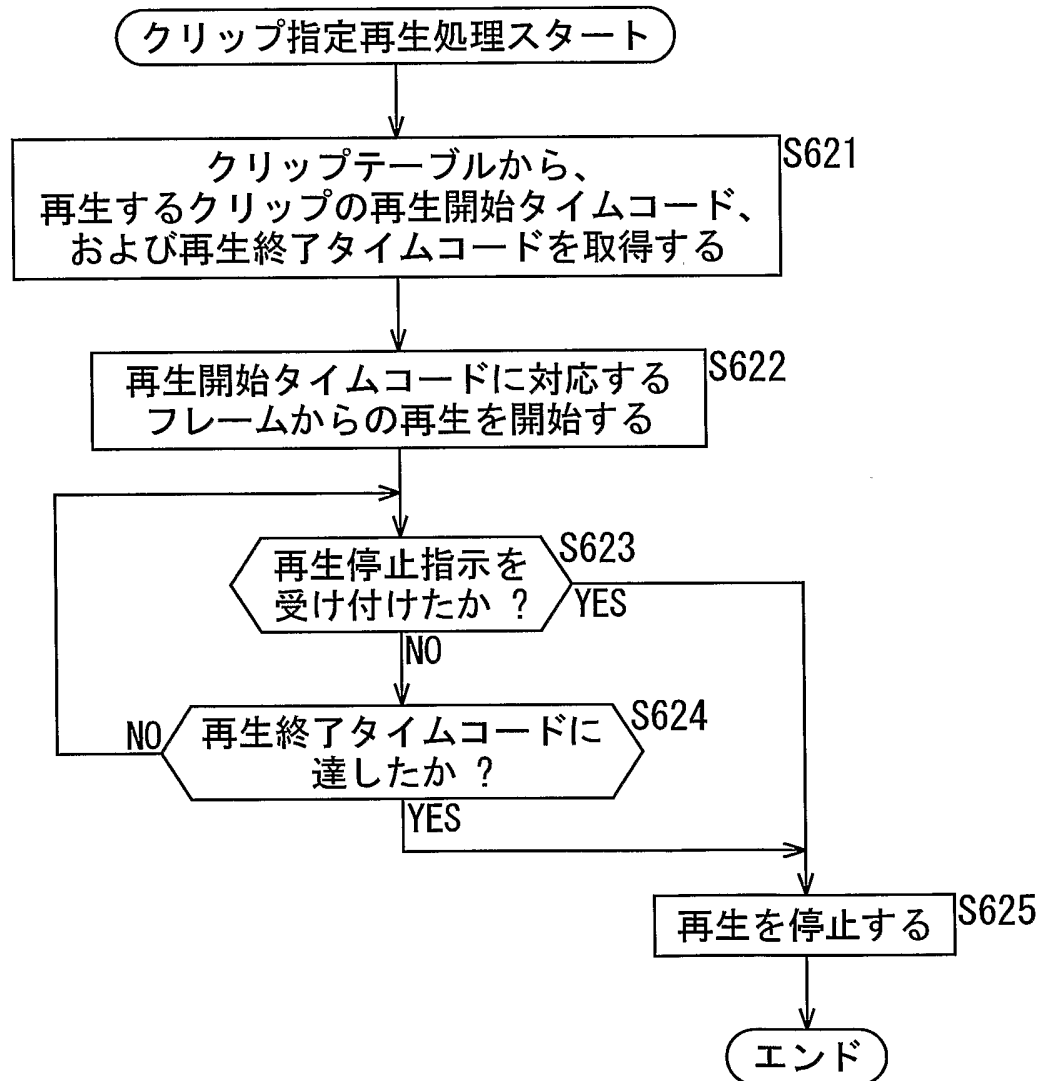 クリップ指定再生処理スタート
S621
クリップテーブルから、
再生するクリップの再生開始タイムコード、
および再生終了タイムコードを取得する
S622
再生開始タイムコードに対応する
フレームからの再生を開始する
S623
再生停止指示を
受け付けたか ?
YES
NO
S624
NO
再生終了タイムコードに
達したか ?
YES
S625
再生を停止する
エンド